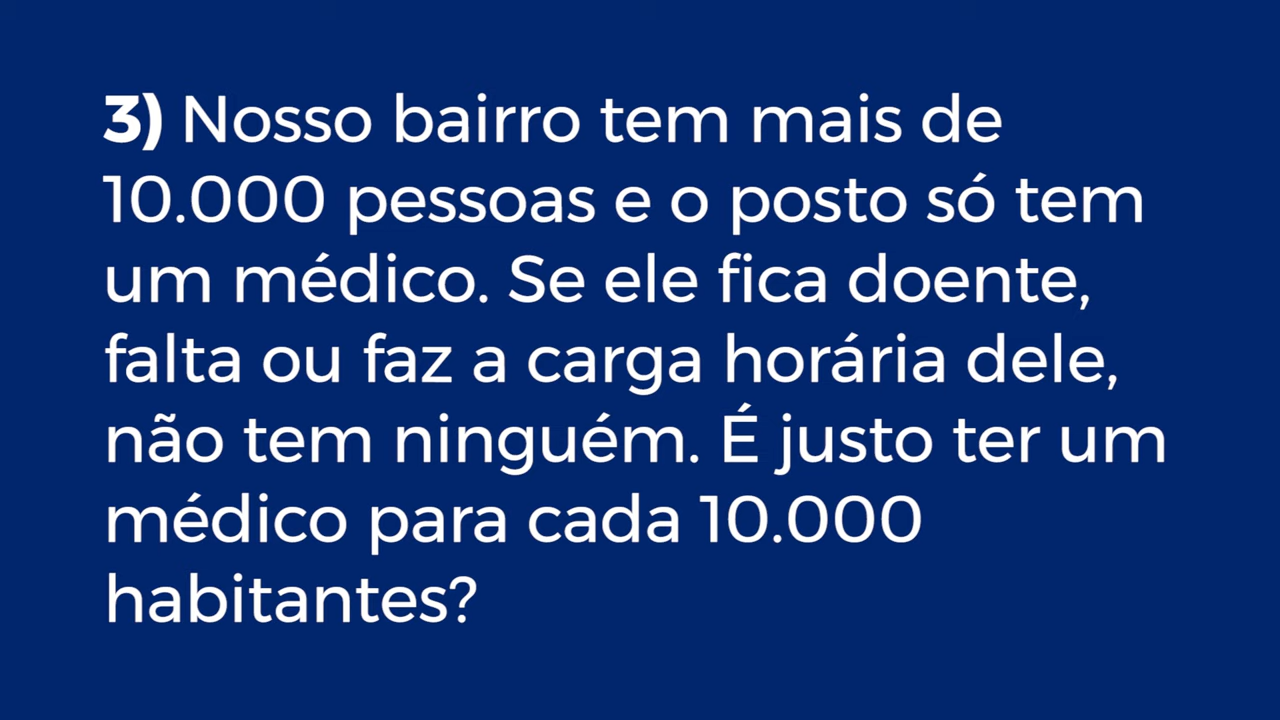 3) Nosso bairro tem mais de
10.000 pessoas e o posto só tem
um médico. Se ele fica doente,
falta ou faz a carga horária dele,
não tem ninguém. É justo ter um
médico para cada 10.000
habitantes?